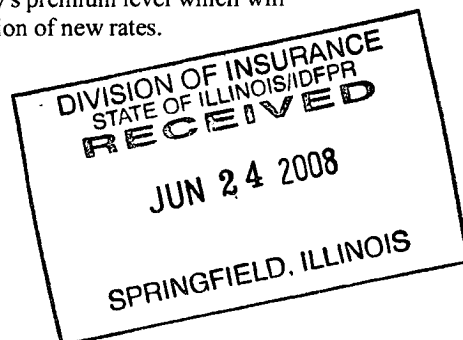 's premium level which will
ion of new rates.
DIVISION OF INSURANCE
STATE OF ILLINOIS/IDFPR
RECEIVED
JUN 24 2008
SPRINGFIELD, ILLINOIS